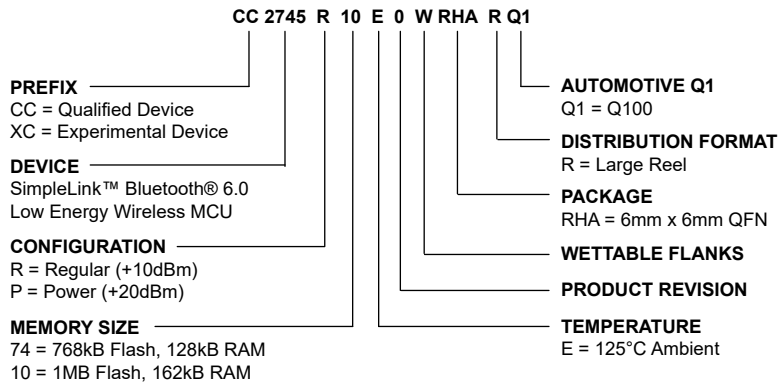 CC 2745 R 10 E 0 W RHA R Q1
PREFIX
CC = Qualified Device
XC = Experimental Device
DEVICE
SimpleLink™ Bluetooth® 6.0
Low Energy Wireless MCU
CONFIGURATION
R = Regular (+10dBm)
P = Power (+20dBm)
MEMORY SIZE
74 = 768kB Flash, 128kB RAM
10 = 1MB Flash, 162kB RAM
AUTOMOTIVE Q1
Q1 = Q100
DISTRIBUTION FORMAT
R = Large Reel
PACKAGE
RHA = 6mm x 6mm QFN
WETTABLE FLANKS
PRODUCT REVISION
TEMPERATURE
E = 125°C Ambient